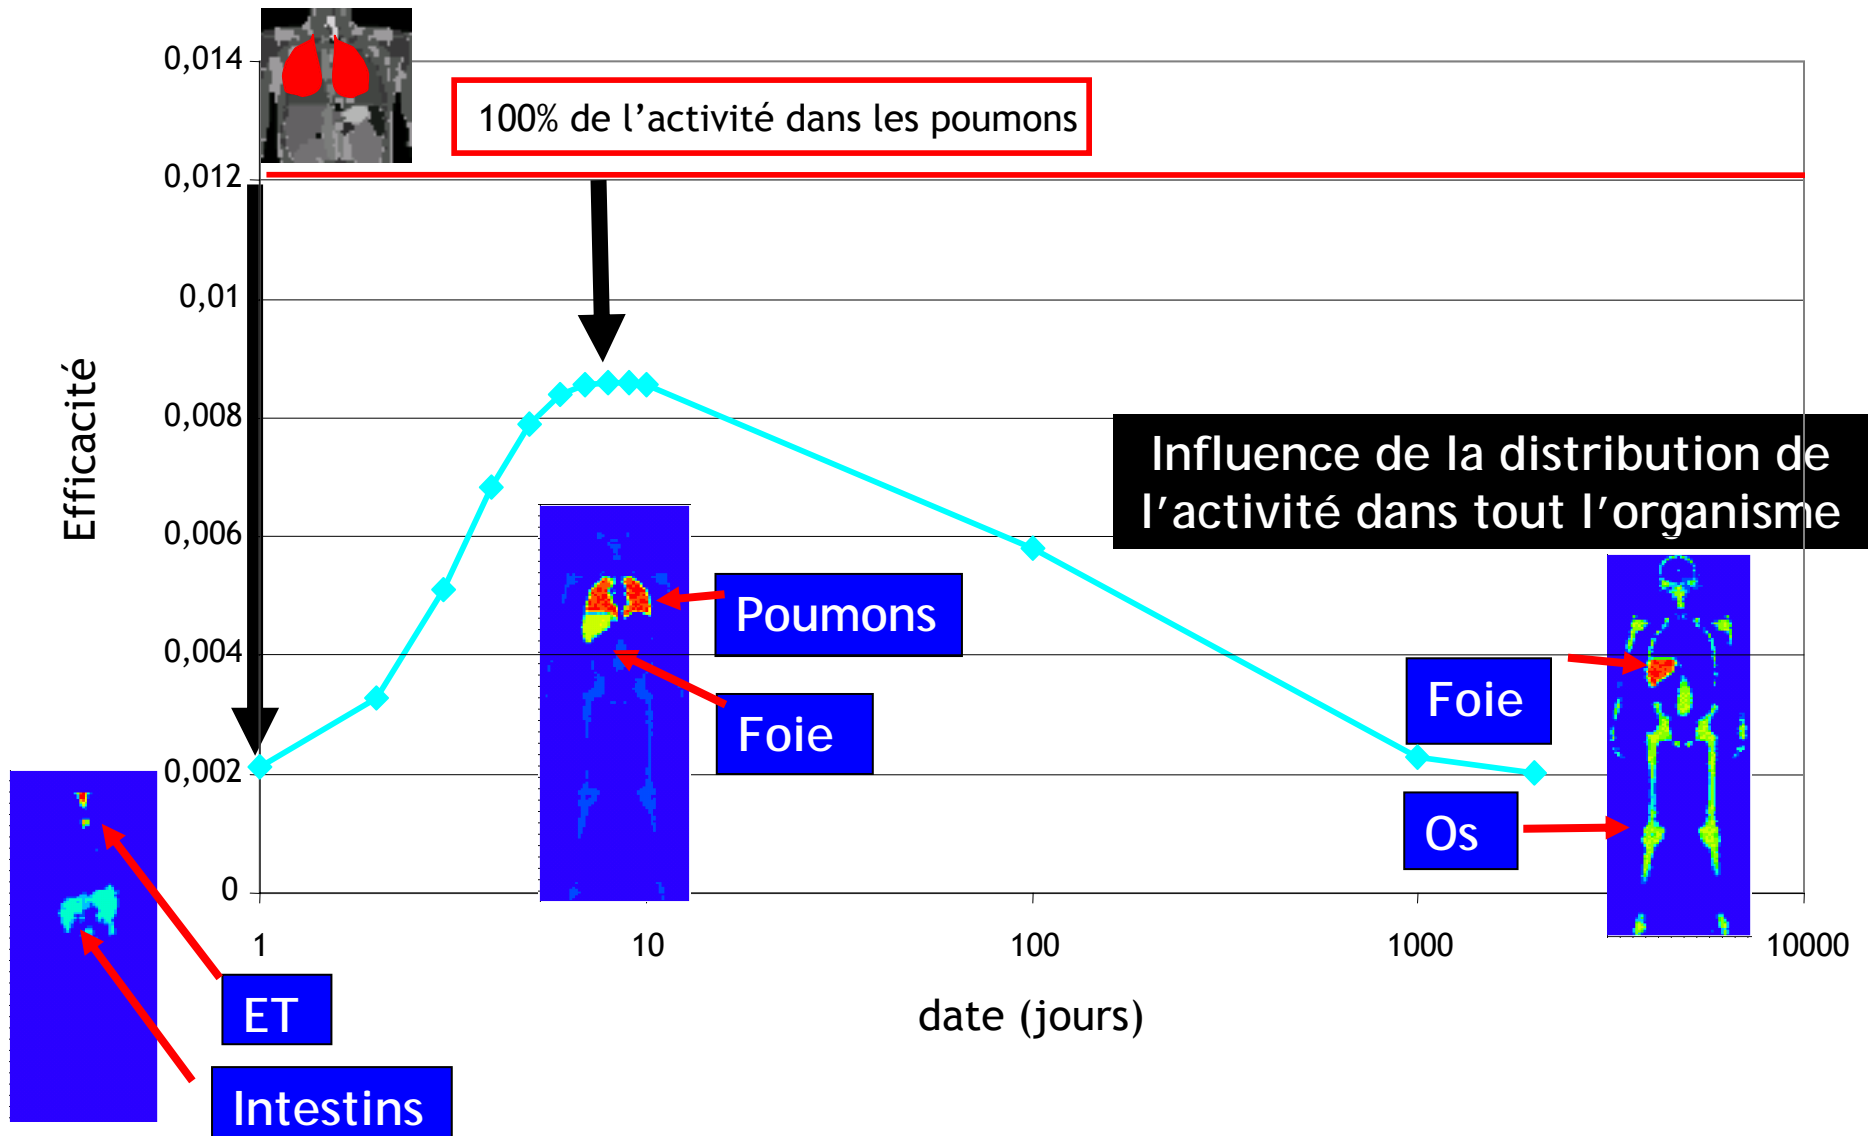 0,014
0,012
0,01
0,008
0,006
0,004
0,002
0
Efficacité
100% de l’activité dans les poumons
Influence de la distribution de
l’activité dans tout l’organisme
Poumons
Foie
Foie
Os
1
10
100
1000
10000
date (jours)
ET
Intestins